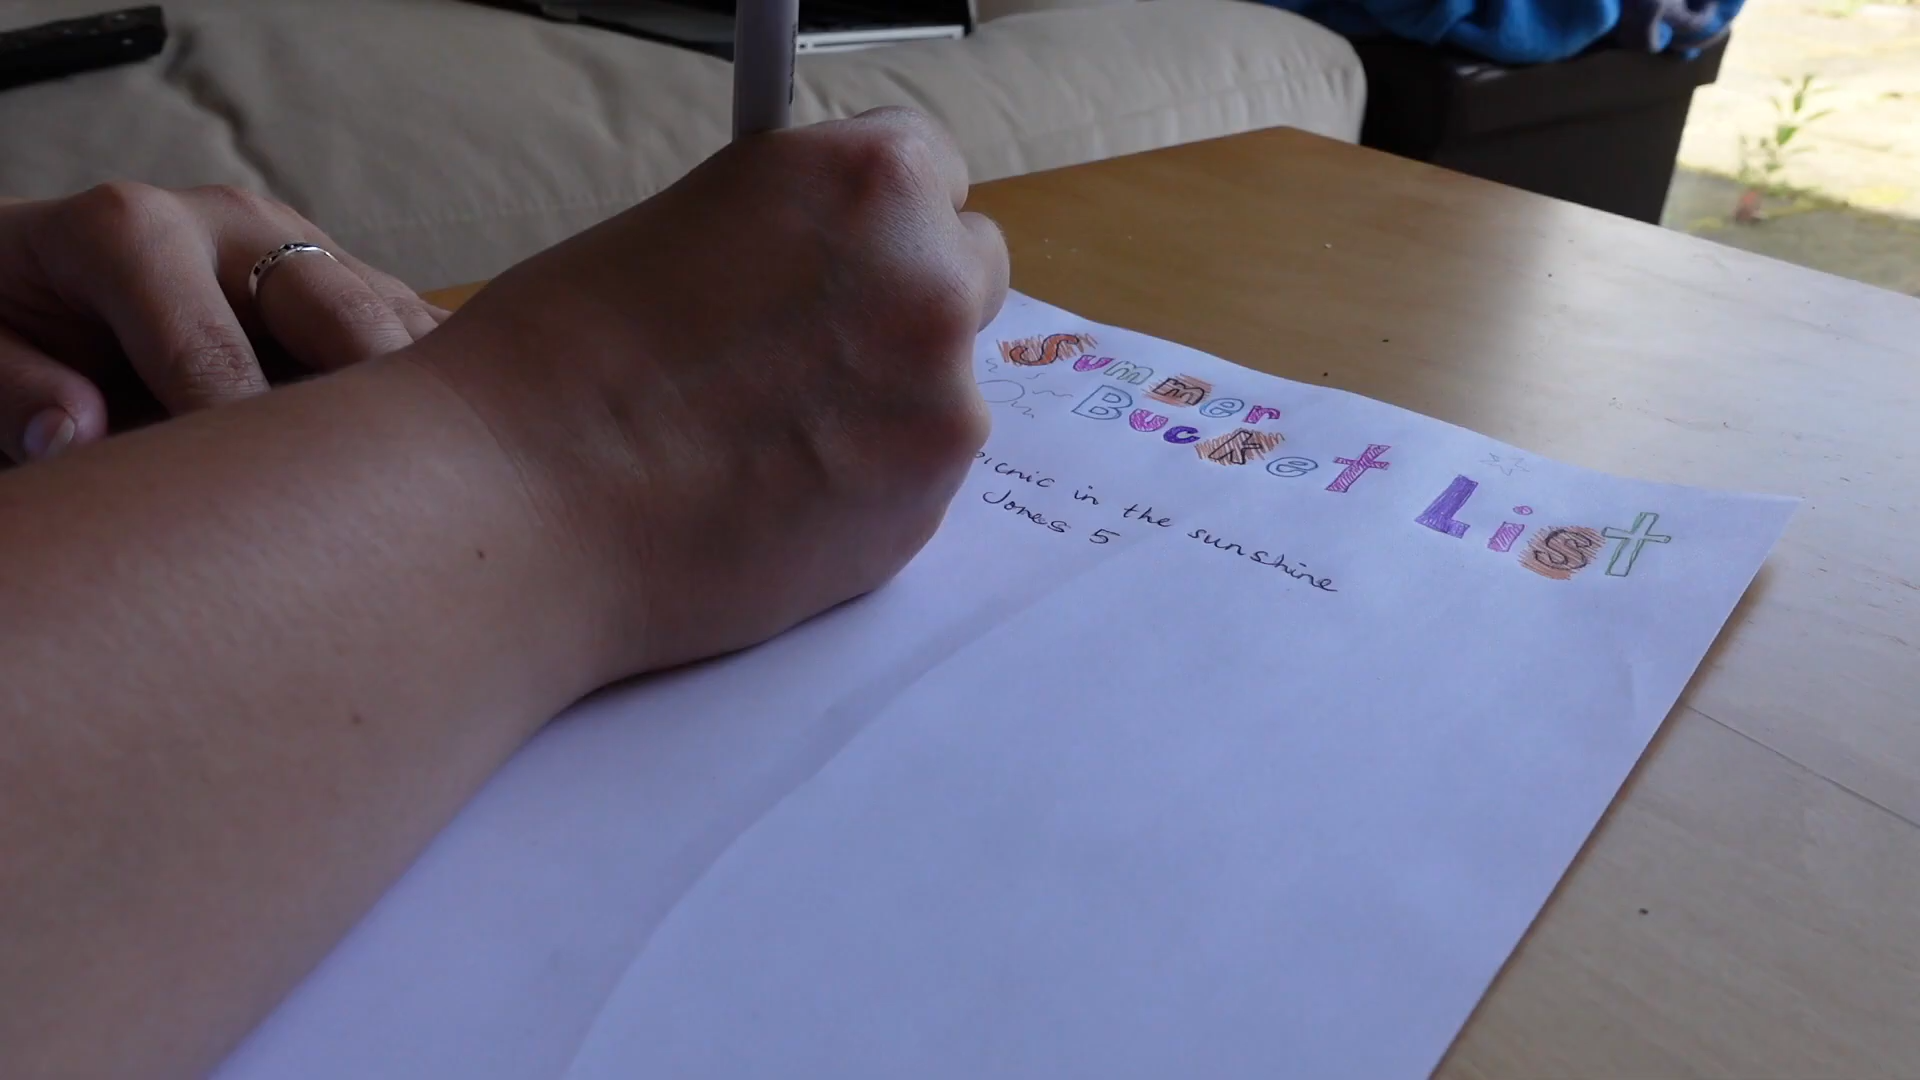 Summer
Bucket List
picnic in the sunshine
Jones 5